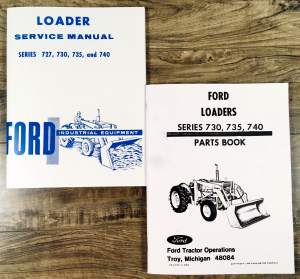 LOADER
SERVICE MANUAL
SERIES 727, 730, 735, and 740
FORD
INDUSTRIAL EQUIPMENT
FORD
LOADERS
SERIES 730, 735, 740
PARTS BOOK
Ford
Ford Tractor Operations
Troy, Michigan 48084